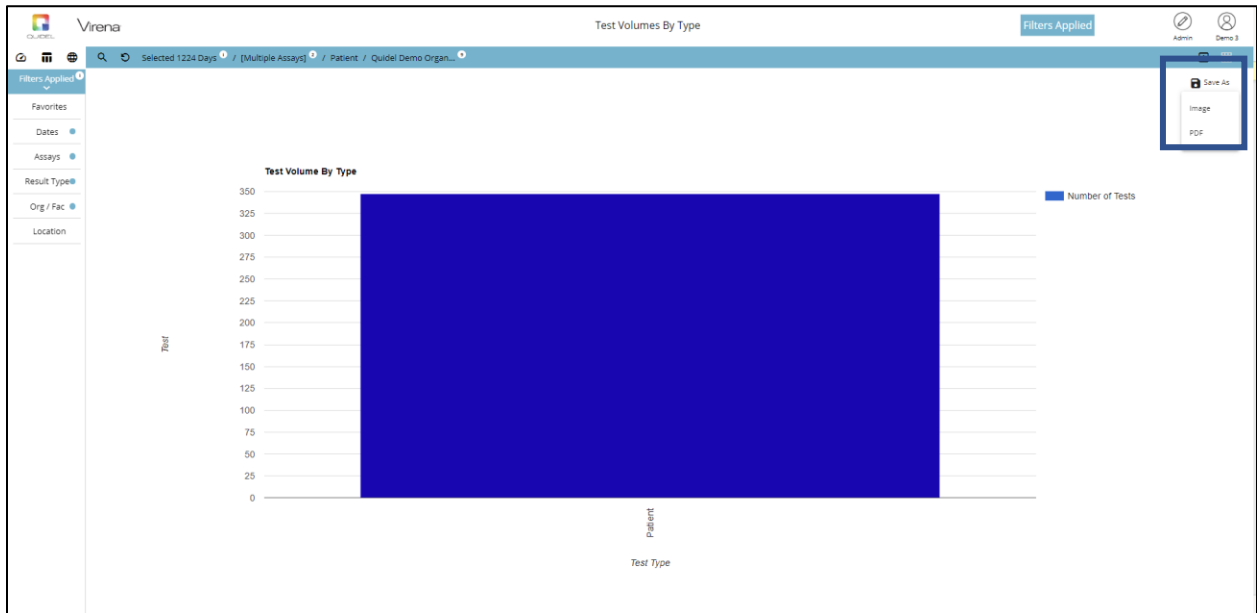 QUIDEL
Virena
Test Volumes By Type
Filters Applied
Admin
Demo 3
Selected 1224 Days 1 / [Multiple Assays] 2 / Patient / Quidel Demo Organ... 9
Filters Applied
Favorites
Dates
Assays
Result Type
Org / Fac
Location
Save As
Image
PDF
Test Volume By Type
350
325
300
275
250
225
200
175
150
125
100
75
50
25
0
Test
Patient
Test Type
Number of Tests